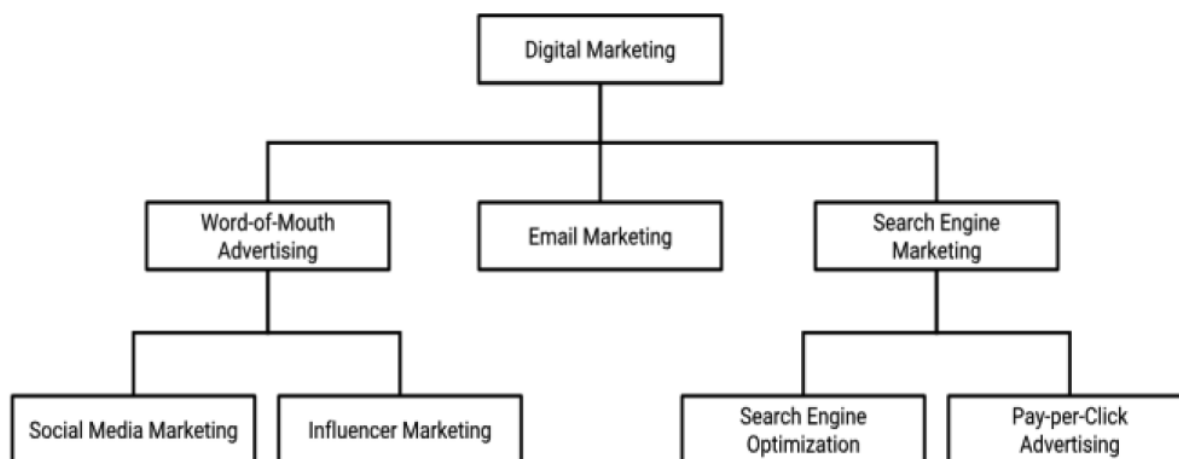 Digital Marketing
Word-of-Mouth
Advertising
Email Marketing
Search Engine
Marketing
Social Media Marketing
Influencer Marketing
Search Engine
Optimization
Pay-per-Click
Advertising